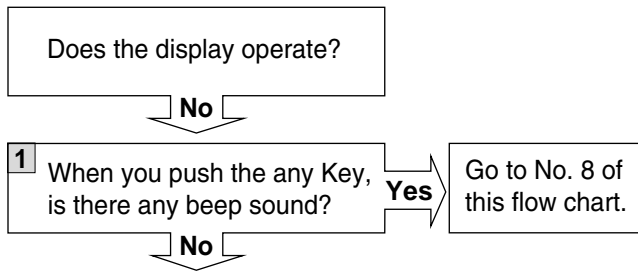 Does the display operate?
No
1
When you push the any Key,
is there any beep sound?
Yes
Go to No. 8 of
this flow chart.
No